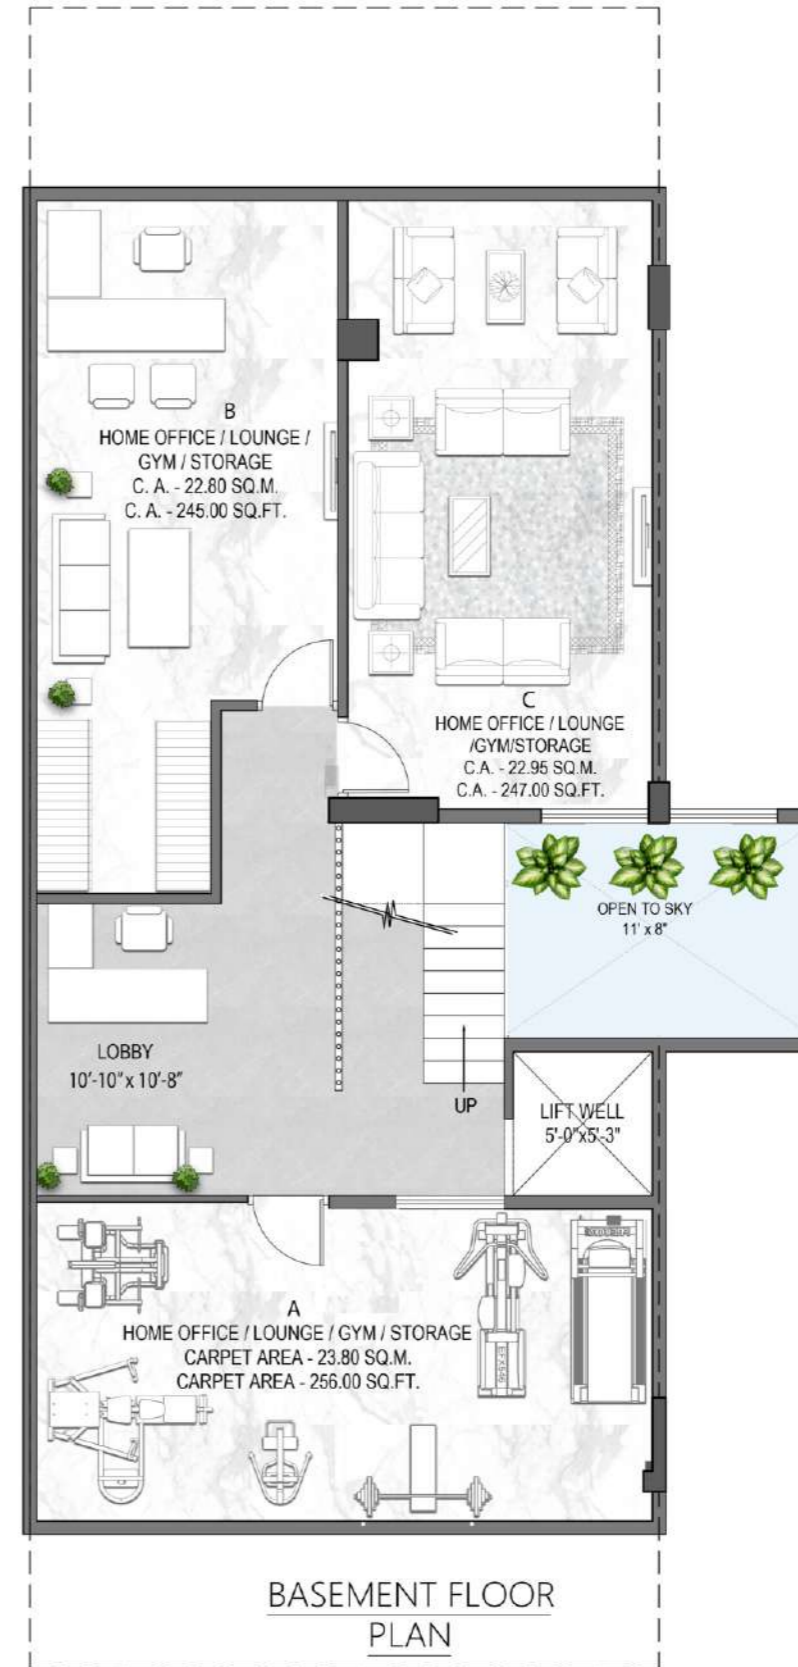 B
HOME OFFICE / LOUNGE /
GYM / STORAGE
C. A. - 22.80 SQ.M.
C. A. - 245.00 SQ.FT.
C
HOME OFFICE / LOUNGE
/GYM/STORAGE
C.A. - 22.95 SQ.M.
C.A. - 247.00 SQ.FT.
OPEN TO SKY
11' x 8"
LOBBY
10'-10"x 10'-8"
UP
LIFT WELL
5'-0"x5'-3"
A
HOME OFFICE / LOUNGE / GYM / STORAGE
CARPET AREA - 23.80 SQ.M.
CARPET AREA - 256.00 SQ.FT.
BASEMENT FLOOR
PLAN